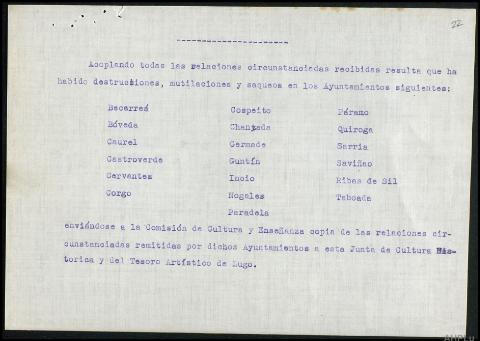 22
Acoplando todas las relaciones circunstanciadas recibidas resulta que ha
habido destrucciones, mutilaciones y saqueos en los Ayuntamientos siguientes:
Becerreá Cospeito Páramo
Bóveda Chantada Quiroga
Caurel Germade Sarria
Castroverde Guntín Saviñao
Cervantes Incio Ribas de Sil
Corgo Nogales Taboada
Paradela
enviándose a la Comisión de Cultura y Enseñanza copia de las relaciones cir-
cunstanciadas remitidas por dichos Ayuntamientos a esta Junta de Cultura His-
torica y del Tesoro Artístico de Lugo.
AHPLu